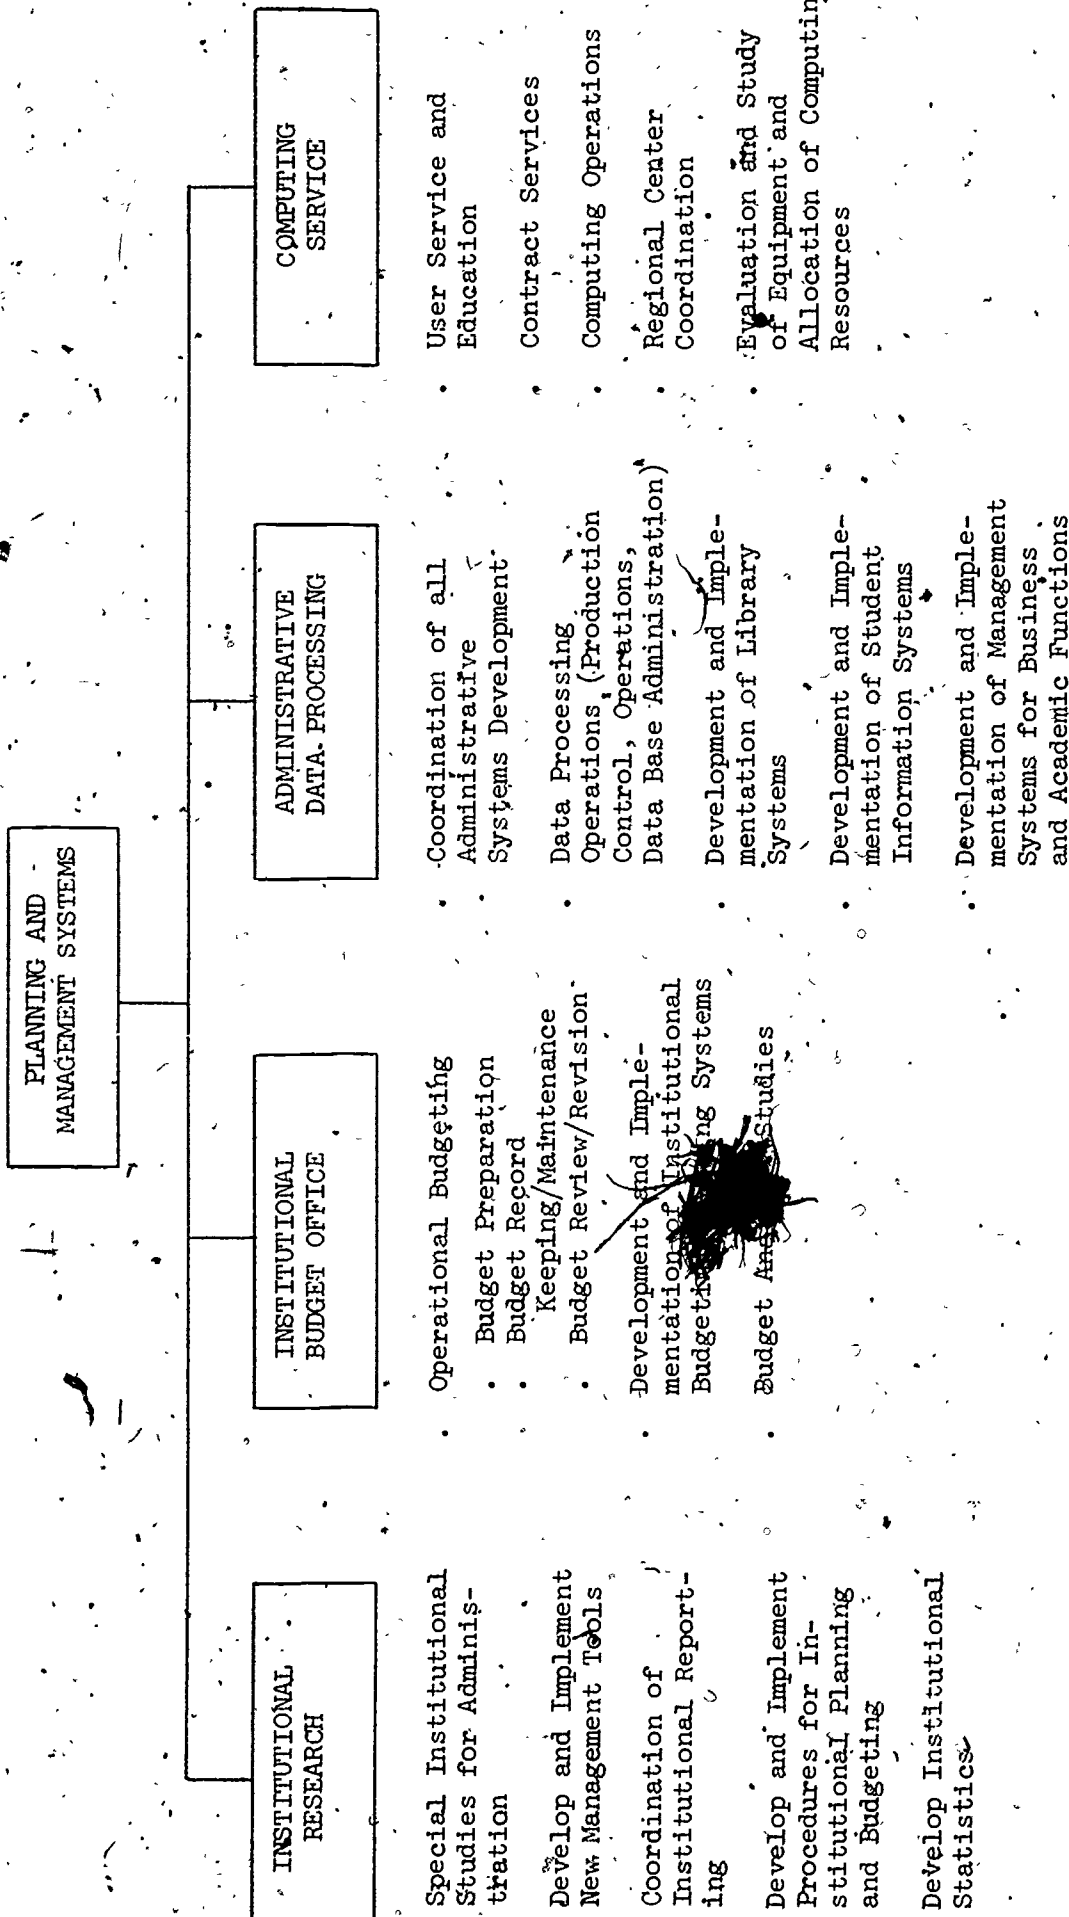 PLANNING AND
MANAGEMENT SYSTEMS
INSTITUTIONAL
RESEARCH
Special Institutional
Studies for Adminis-
tration
Develop and Implement
New Management Tools
Coordination of
Institutional Report-
ing
Develop and Implement
Procedures for In-
stitutional Planning
and Budgeting
Develop Institutional
Statistics
INSTITUTIONAL
BUDGET OFFICE
• Operational Budgeting
• Budget Preparation
• Budget Record
Keeping/Maintenance
• Budget Review/Revision
• Development and Imple-
mentation of Institutional
Systems
• Budget Studies
ADMINISTRATIVE
DATA PROCESSING
• Coordination of all
Administrative
Systems Development
• Data Processing
Operations (Production
Control, Operations,
Data Base Administration)
• Development and Imple-
mentation of Library
Systems
• Development and Imple-
mentation of Student
Information Systems
• Development and Imple-
mentation of Management
Systems for Business
and Academic Functions
COMPUTING
SERVICE
• User Service and
Education
• Contract Services
• Computing Operations
• Regional Center
Coordination
• Evaluation and Study
of Equipment and
Allocation of Computing
Resources